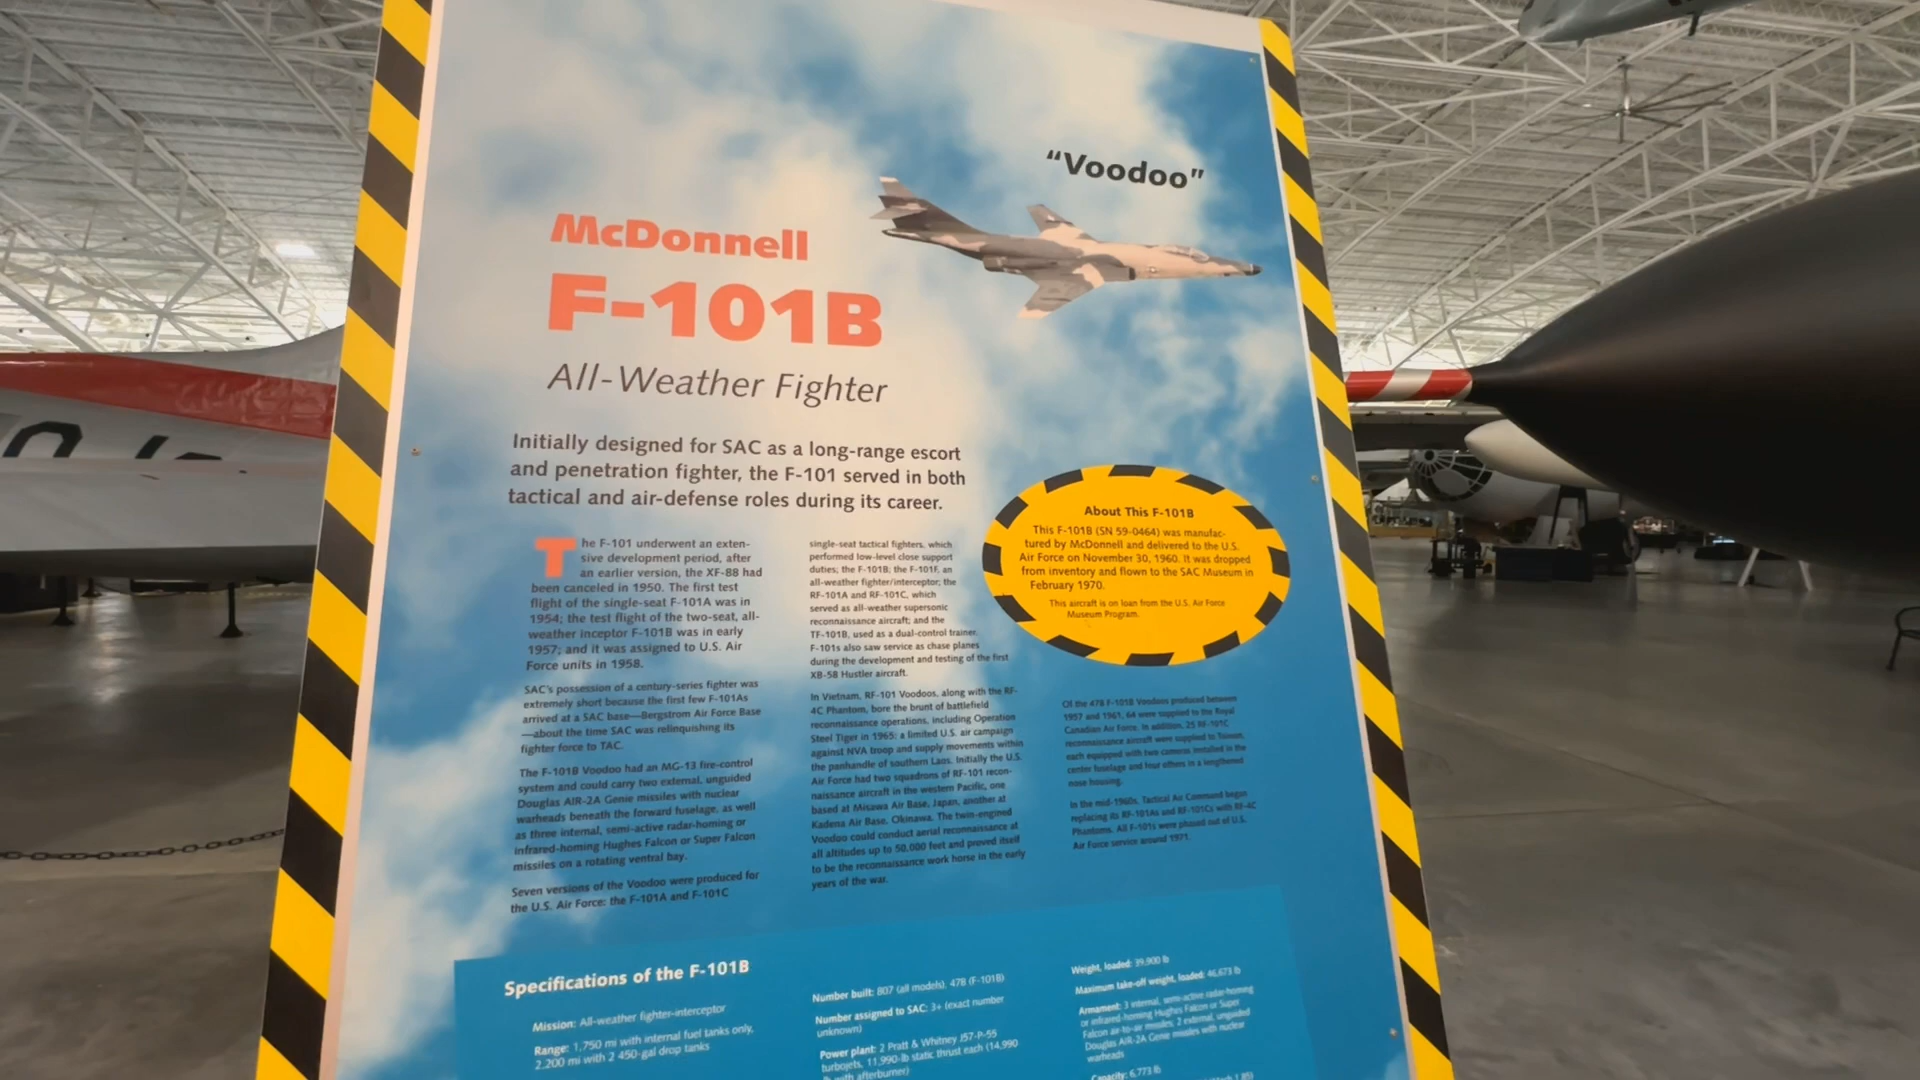 “Voodoo”
McDonnell
F-101B
All-Weather Fighter
Initially designed for SAC as a long-range escort
and penetration fighter, the F-101 served in both
tactical and air-defense roles during its career.
The F-101 underwent an exten-
sive development period, after
an earlier version, the XF-88 had
been canceled in 1950. The first test
flight of the single-seat F-101A was in
1954; the test flight of the two-seat, all-
weather inceptor F-101B was in early
1957; and it was assigned to U.S. Air
Force units in 1958.
SAC's possession of a century-series fighter was
extremely short because the first few F-101As
arrived at a SAC base—Bergstrom Air Force Base
—about the time SAC was relinquishing its
fighter force to TAC.
The F-101B Voodoo had an MG-13 fire-control
system and could carry two external, unguided
Douglas AIR-2A Genie missiles with nuclear
warheads beneath the forward fuselage, as well
as three internal, semi-active radar-homing or
infrared-homing Hughes Falcon or Super Falcon
missiles on a rotating ventral bay.
Seven versions of the Voodoo were produced for
the U.S. Air Force: the F-101A and F-101C
single-seat tactical fighters, which
performed low-level close support
duties; the F-101B; the F-101F, an
all-weather fighter/interceptor; the
RF-101A and RF-101C, which
served as all-weather supersonic
reconnaissance aircraft; and the
TF-101B, used as a dual-control trainer.
F-101s also saw service as chase planes
during the development and testing of the first
XB-58 Hustler aircraft.
In Vietnam, RF-101 Voodoos, along with the RF-
4C Phantom, bore the brunt of battlefield
reconnaissance operations, including Operation
Steel Tiger in 1965: a limited U.S. air campaign
against NVA troop and supply movements within
the panhandle of southern Laos. Initially the U.S.
Air Force had two squadrons of RF-101 recon-
naissance aircraft in the western Pacific, one
based at Misawa Air Base, Japan, another at
Kadena Air Base, Okinawa. The twin-engined
Voodoo could conduct aerial reconnaissance at
all altitudes up to 50,000 feet and proved itself
to be the reconnaissance work horse in the early
years of the war.
About This F-101B
This F-101B (SN 59-0464) was manufac-
tured by McDonnell and delivered to the U.S.
Air Force on November 30, 1960. It was dropped
from inventory and flown to the SAC Museum in
February 1970.
This aircraft is on loan from the U.S. Air Force
Museum Program.
Of the 478 F-101B Voodoos produced between
1957 and 1961, 64 were supplied to the Royal
Canadian Air Force. In addition, 25 RF-101C
reconnaissance aircraft were supplied to Taiwan,
each equipped with two cameras installed in the
center fuselage and four others in a lengthened
nose housing.
In the mid-1960s, Tactical Air Command began
replacing its RF-101As and RF-101Cs with RF-4C
Phantoms. All F-101s were phased out of U.S.
Air Force service around 1971.
Specifications of the F-101B
Mission: All-weather fighter-interceptor
Range: 1,750 mi with internal fuel tanks only,
2,200 mi with 2 450-gal drop tanks
Number built: 807 (all models), 478 (F-101B)
Number assigned to SAC: 3+ (exact number
unknown)
Power plant: 2 Pratt & Whitney J57-P-55
turbojets, 11,990-lb static thrust each (14,990
lb with afterburner)
Weight, loaded: 39,900 lb
Maximum take-off weight, loaded: 46,673 lb
Armament: 3 internal, semi-active radar-homing
or infrared-homing Hughes Falcon or Super
Falcon air-to-air missiles; 2 external, unguided
Douglas AIR-2A Genie missiles with nuclear
warheads
Capacity: 6,773 lb